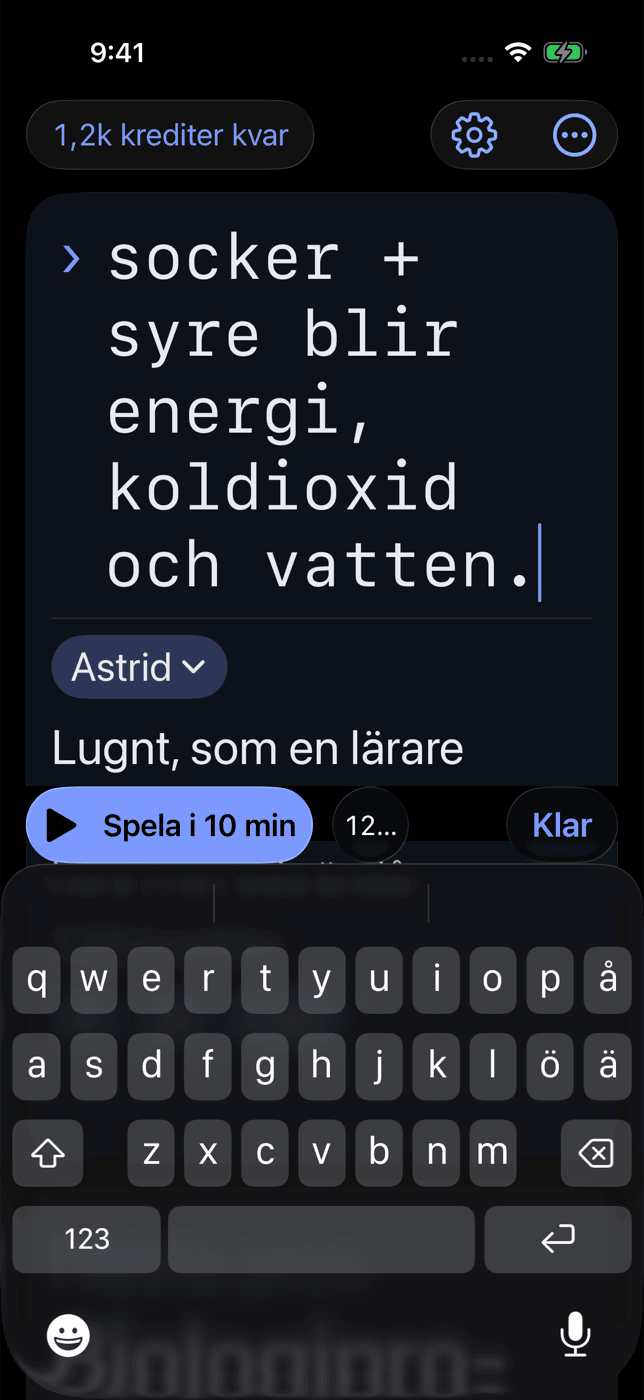 9:41
1,2k krediter kvar
› socker +
syre blir
energi,
koldioxid
och vatten.
Astrid
Lugnt, som en lärare
Spela i 10 min
12...
Klar
q w e r t y u i o p å
a s d f g h j k l ö ä
z x c v b n m
123